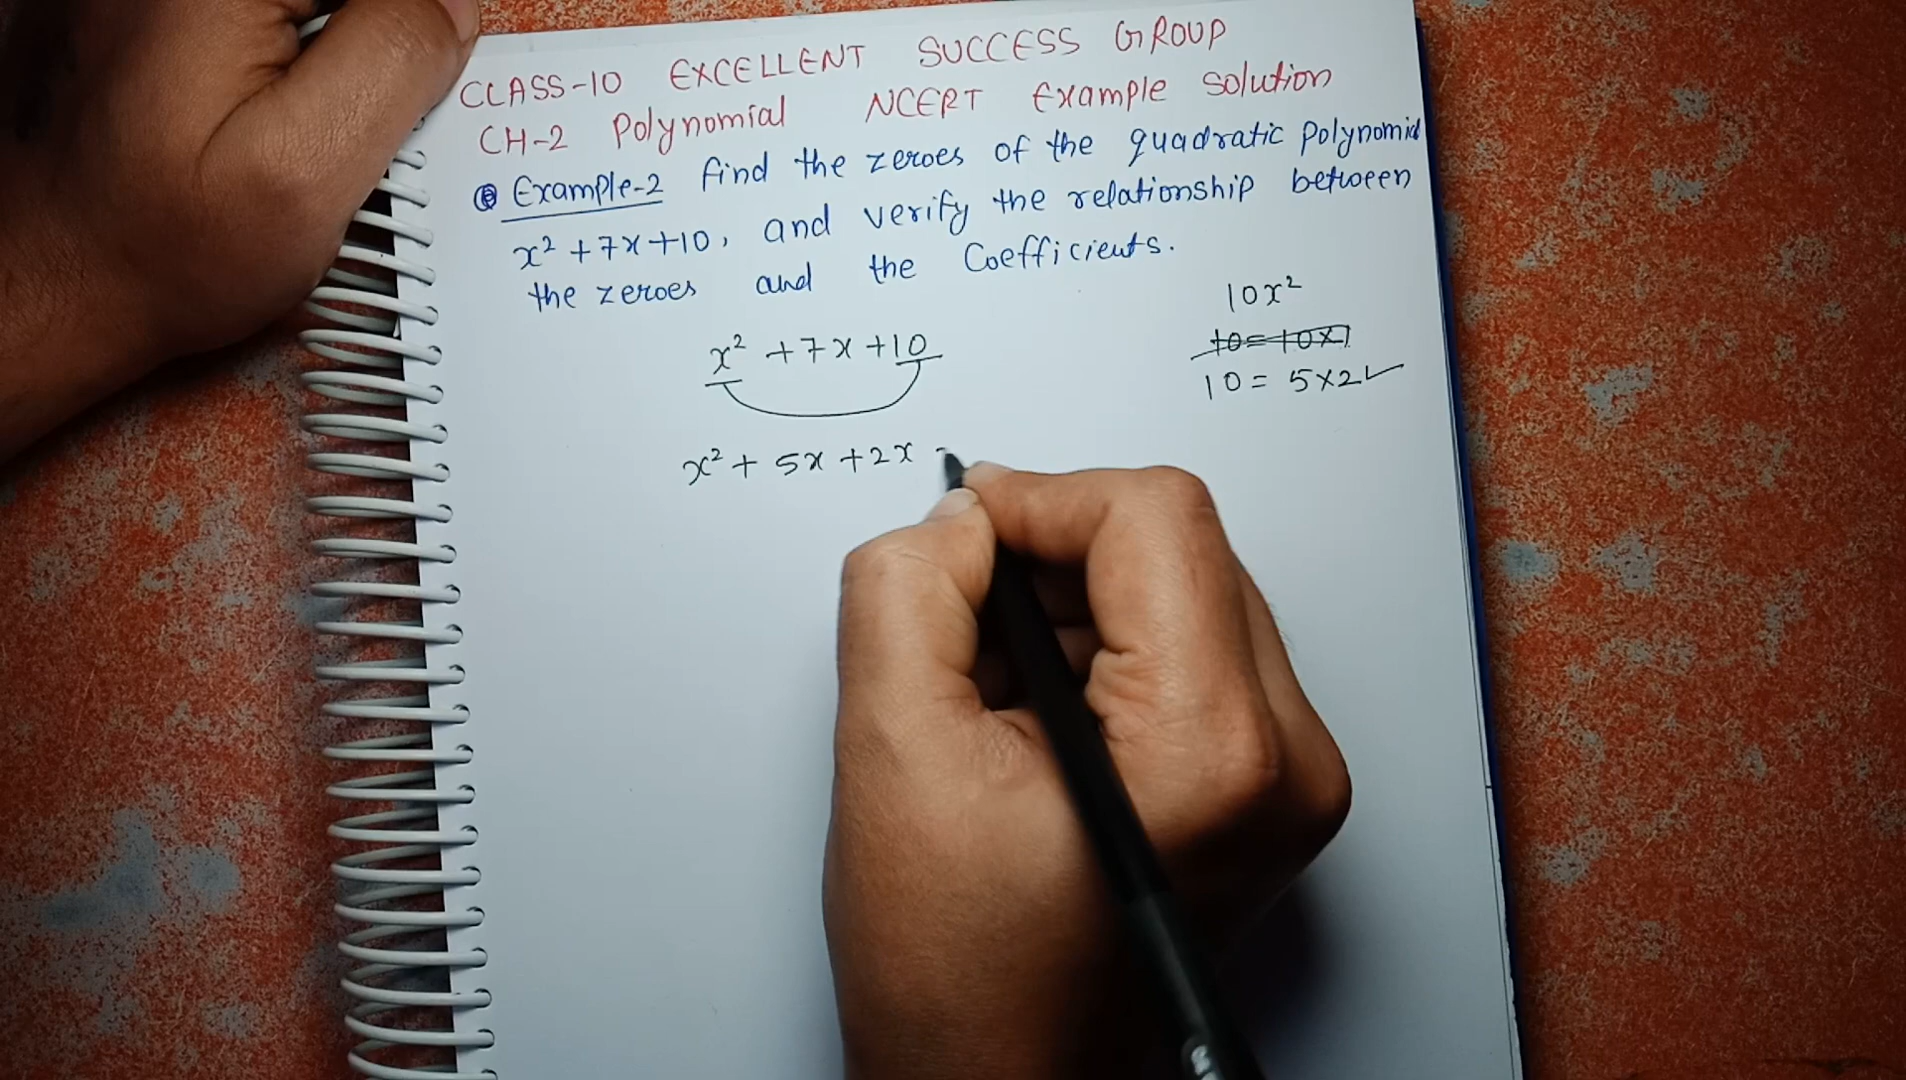 CLASS-10 EXCELLENT SUCCESS GROUP
CH-2 Polynomial NCERT Example Solution
Example-2 find the zeroes of the quadratic polynomial
x² + 7x + 10, and verify the relationship between
the zeroes and the Coefficients.
10x²
x² + 7x + 10
10 = 10x1
10 = 5x2 ✓
x² + 5x + 2x